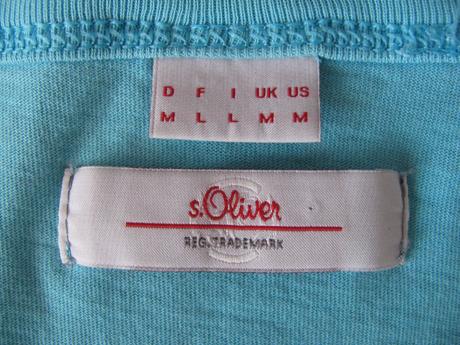 D F I UK US
M L L M M
s.Oliver
REG. TRADEMARK